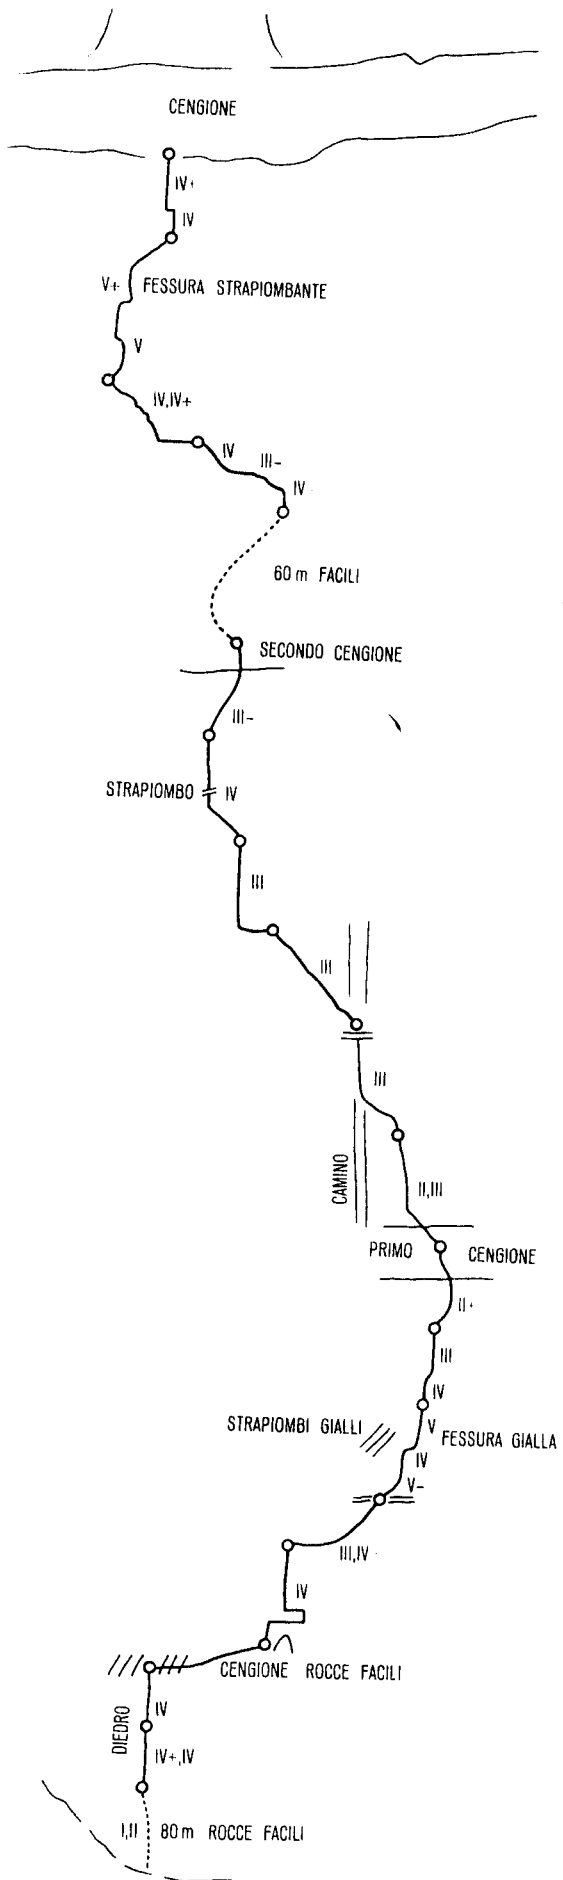 CENGIONE
IV+
IV
V+ FESSURA STRAPIOMBANTE
V
IV,IV+
IV
III-
IV
60m FACILI
SECONDO CENGIONE
III-
STRAPIOMBO IV
III
III
III
CAMINO
II,III
PRIMO CENGIONE
II+
III
IV
STRAPIOMBI GIALLI
V
FESSURA GIALLA
IV
V-
III,IV
IV
CENGIONE ROCCE FACILI
DIEDRO
IV
IV+,IV
I,II 80m ROCCE FACILI